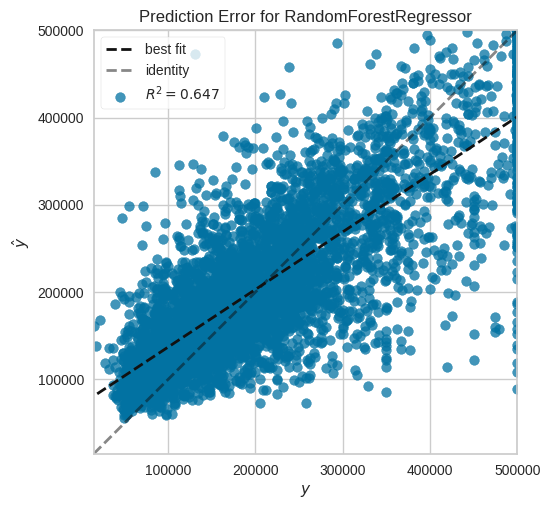 Prediction Error for RandomForestRegressor
best fit
identity
R² = 0.647
500000
400000
300000
200000
100000
ŷ
100000
200000
300000
400000
500000
y